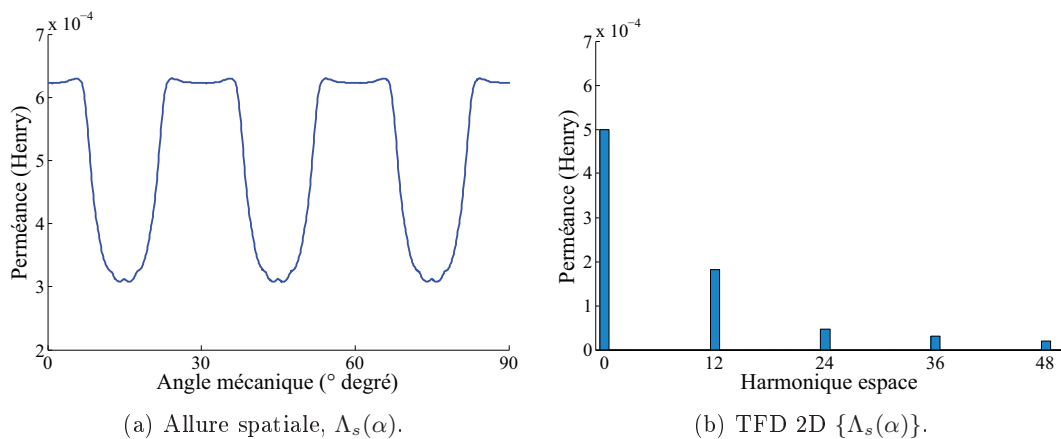 x 10⁻⁴
7
6
5
4
3
2
0 30 60 90
Perméance (Henry)
Angle mécanique (° degré)
(a) Allure spatiale, Λₛ(α).
x 10⁻⁴
7
6
5
4
3
2
1
0
0 12 24 36 48
Perméance (Henry)
Harmonique espace
(b) TFD 2D {Λₛ(α)}.